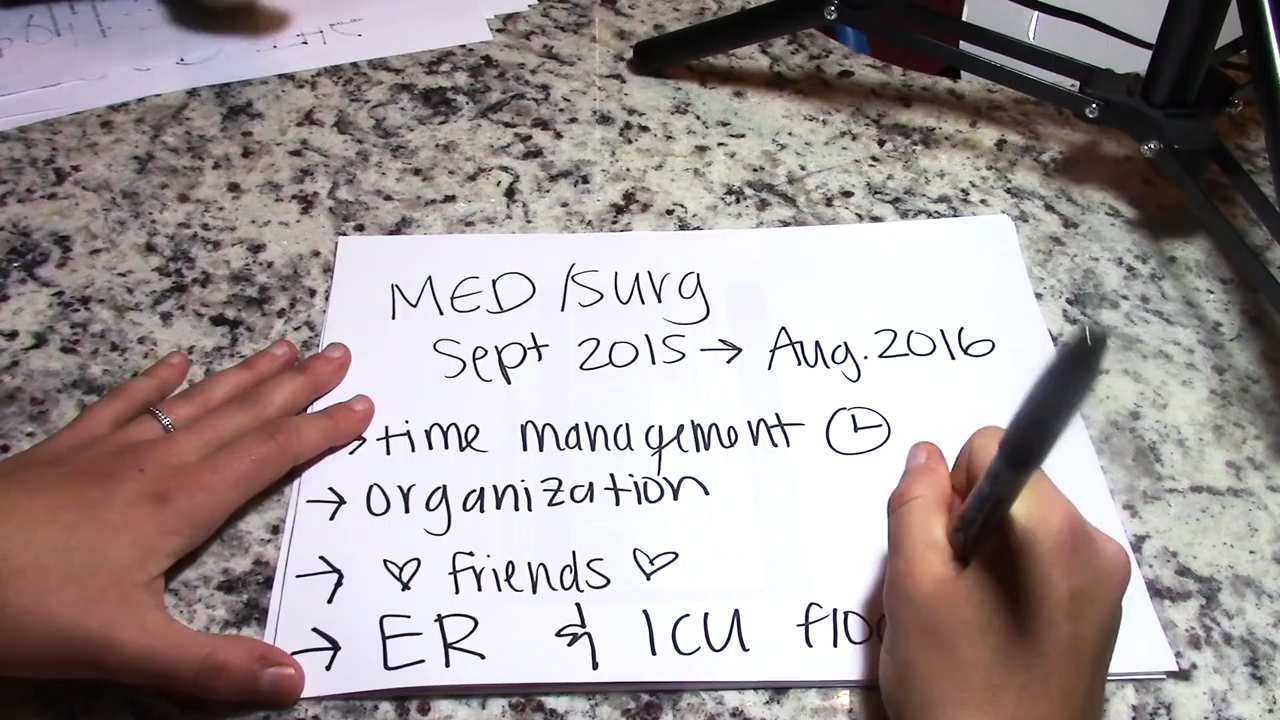 MED/Surg
Sept 2015 → Aug. 2016
→ time management
→ organization
→ ♡ friends ♡
→ ER & ICU